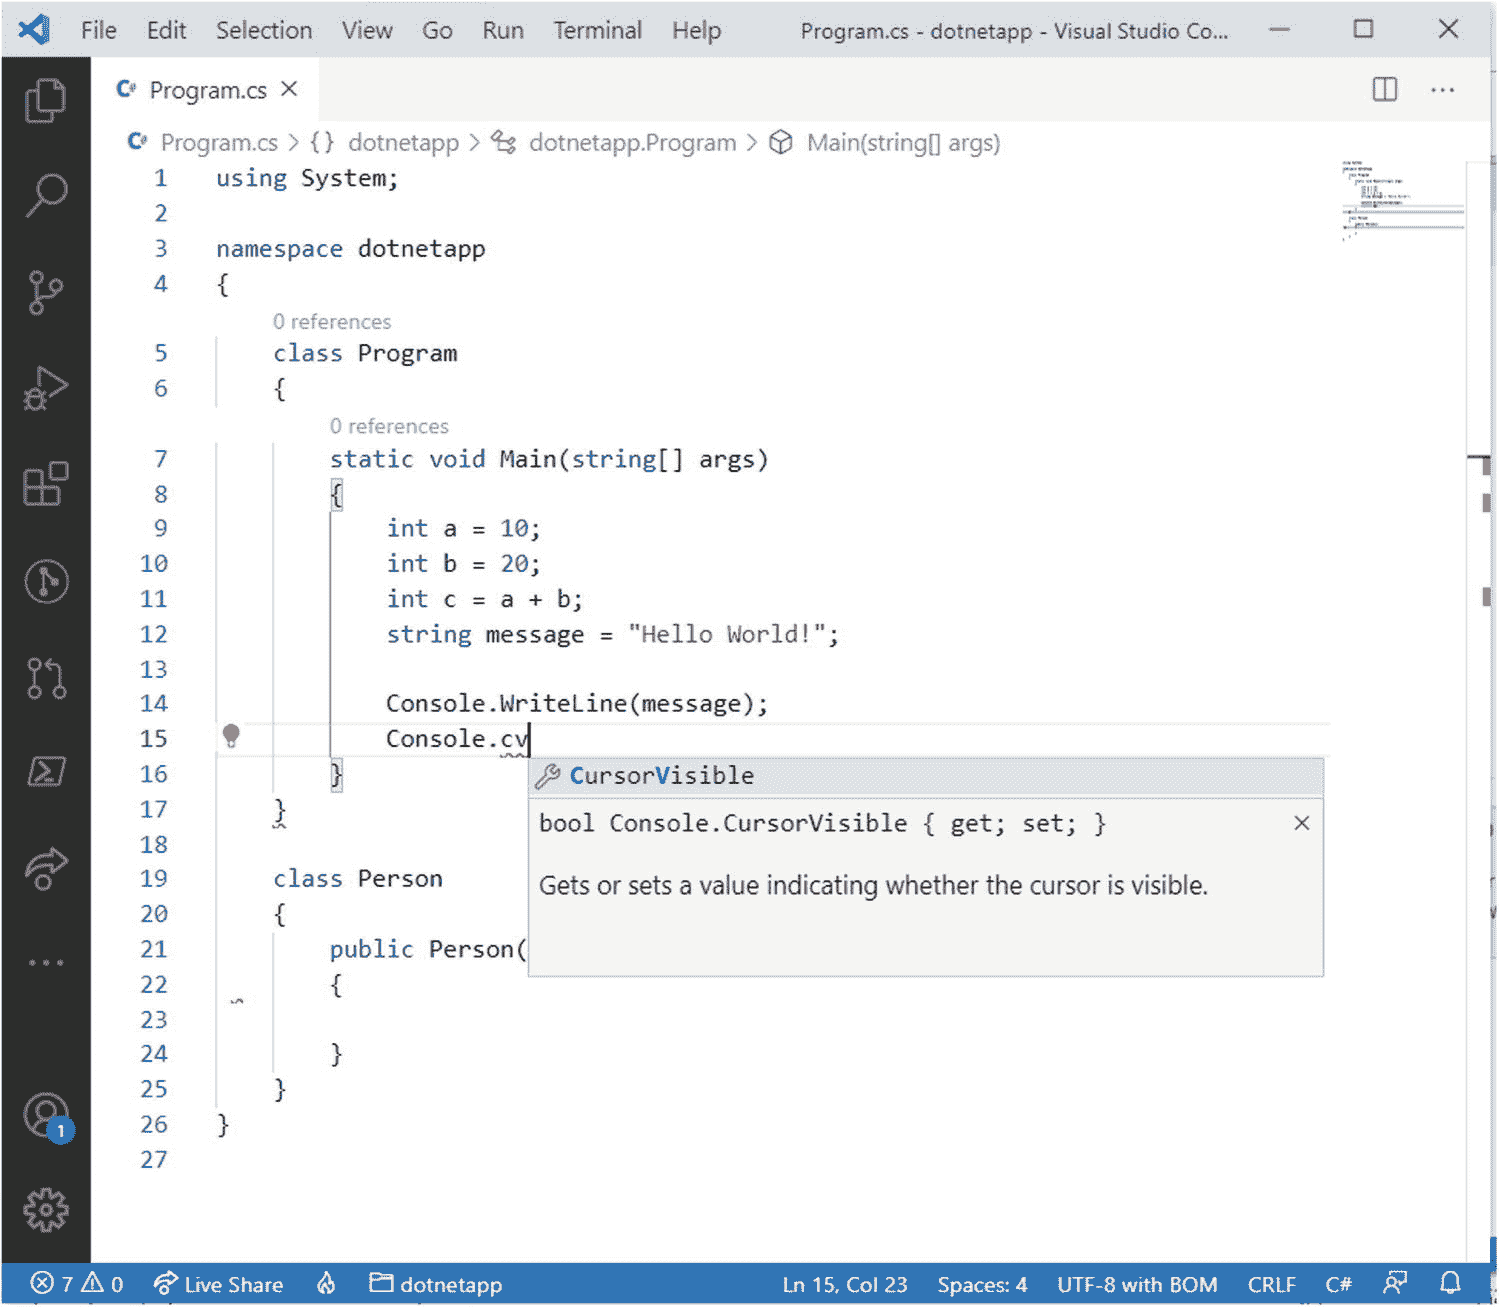 File Edit Selection View Go Run Terminal Help Program.cs - dotnetapp - Visual Studio Co...
C# Program.cs
C# Program.cs > {} dotnetapp > dotnetapp.Program > Main(string[] args)
1 using System;
2
3 namespace dotnetapp
4 {
0 references
5 class Program
6 {
0 references
7 static void Main(string[] args)
8 {
9 int a = 10;
10 int b = 20;
11 int c = a + b;
12 string message = "Hello World!";
13
14 Console.WriteLine(message);
15 Console.cv
16 }
CursorVisible
bool Console.CursorVisible { get; set; }
Gets or sets a value indicating whether the cursor is visible.
17 }
18
19 class Person
20 {
21 public Person(
22 {
23
24 }
25 }
26 }
27
1
7 0 Live Share dotnetapp Ln 15, Col 23 Spaces: 4 UTF-8 with BOM CRLF C#